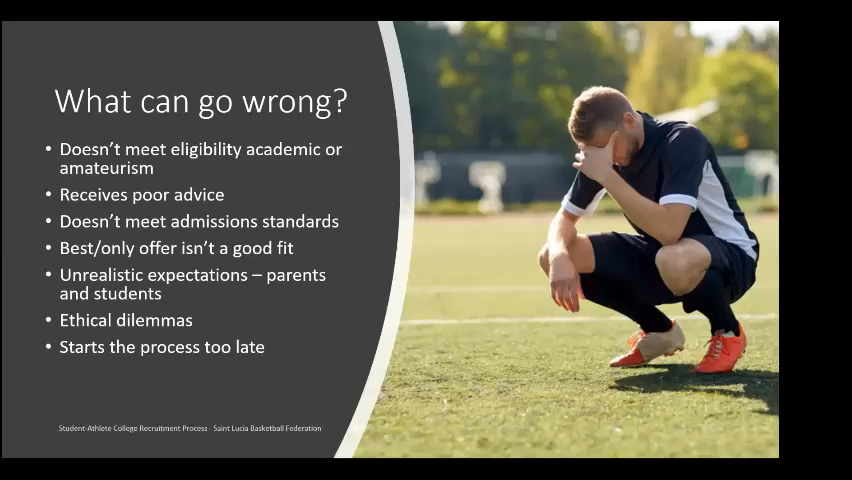 What can go wrong?
• Doesn’t meet eligibility academic or
amateurism
• Receives poor advice
• Doesn’t meet admissions standards
• Best/only offer isn’t a good fit
• Unrealistic expectations – parents
and students
• Ethical dilemmas
• Starts the process too late
Student-Athlete College Recruitment Process - Saint Lucia Basketball Federation